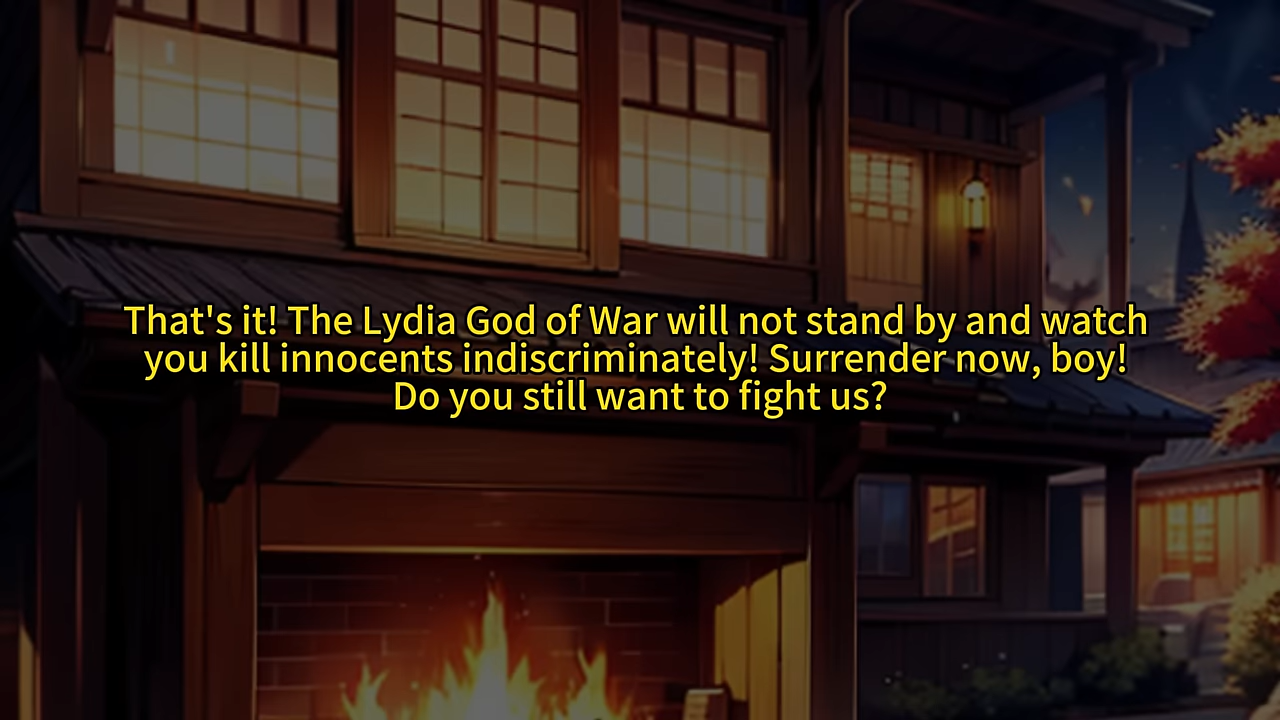 That's it! The Lydia God of War will not stand by and watch
you kill innocents indiscriminately! Surrender now, boy!
Do you still want to fight us?